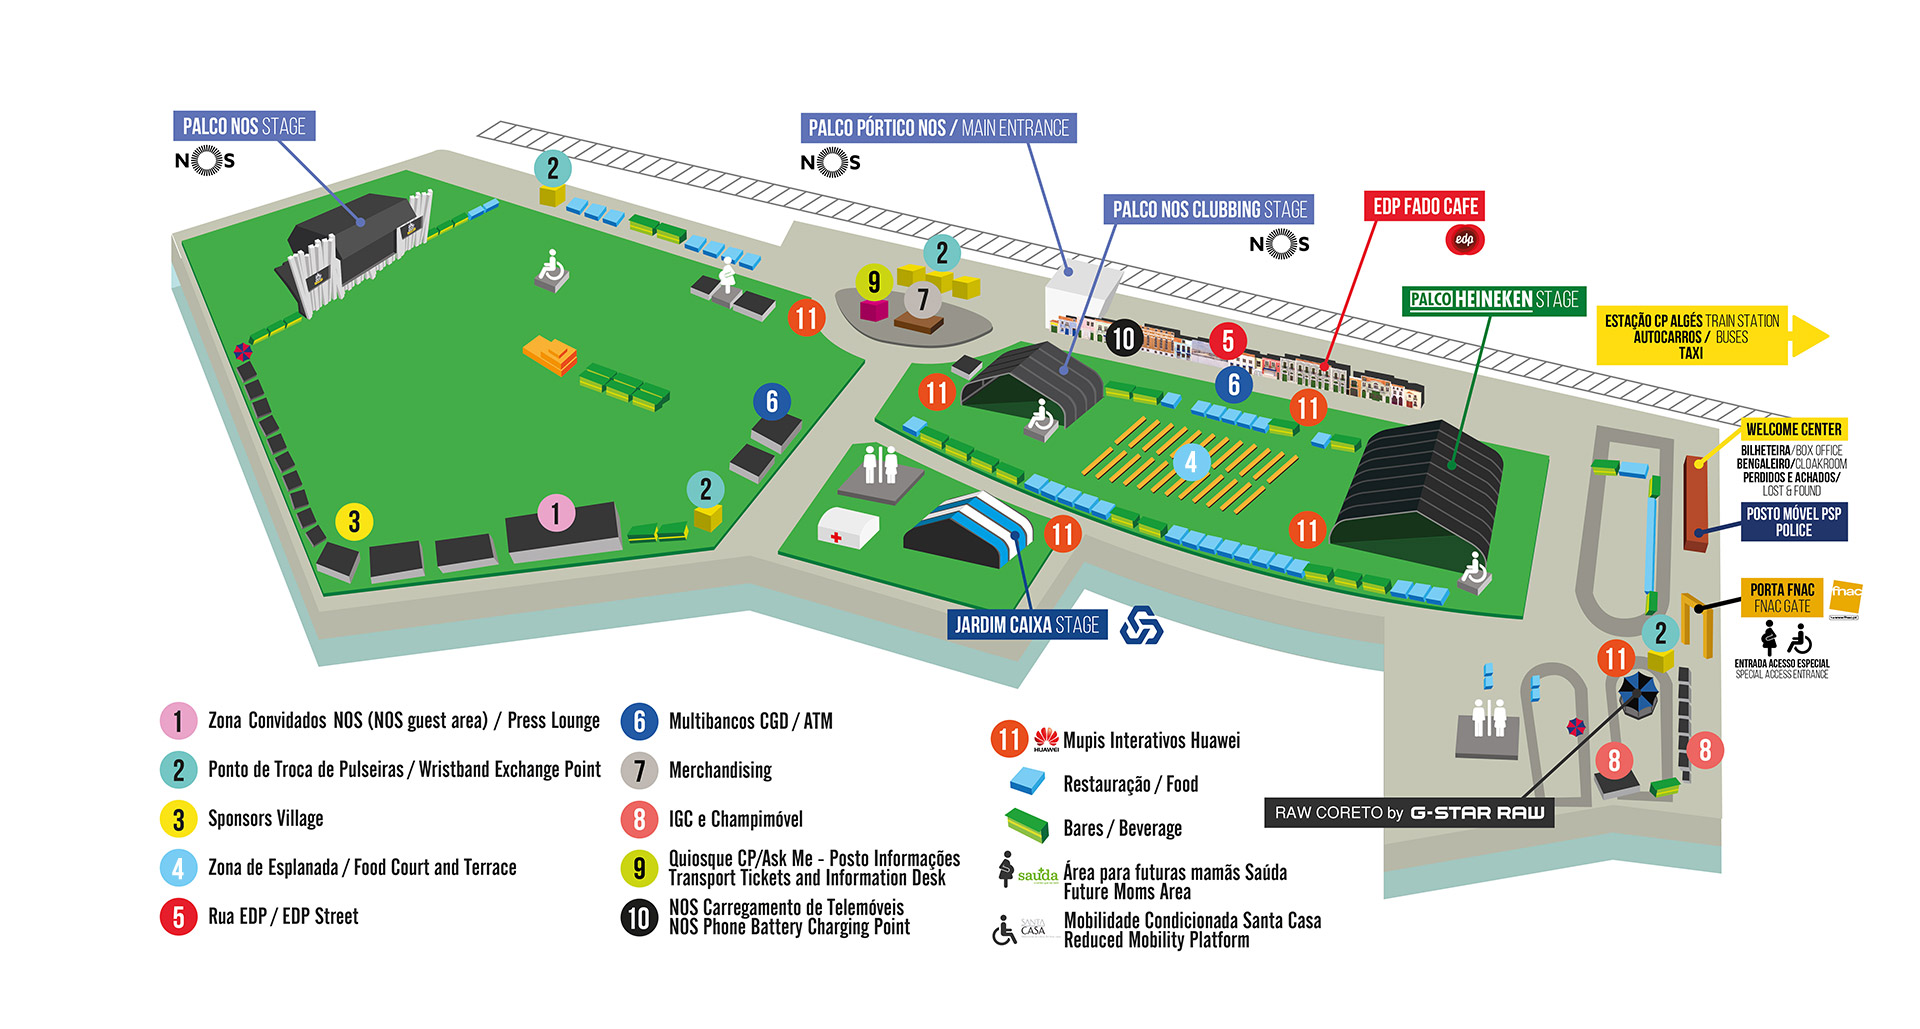 PALCO NOS STAGE
NOS
PALCO PÓRTICO NOS / MAIN ENTRANCE
NOS
PALCO NOS CLUBBING STAGE
NOS
EDP FADO CAFE
edp
PALCO HEINEKEN STAGE
ESTAÇÃO CP ALGÉS TRAIN STATION
AUTOCARROS / BUSES
TAXI
WELCOME CENTER
BILHETEIRA/BOX OFFICE
BENGALEIRO/CLOAKROOM
PERDIDOS E ACHADOS/
LOST & FOUND
POSTO MÓVEL PSP
POLICE
PORTA FNAC
FNAC GATE
fnac
ENTRADA ACESSO ESPECIAL
SPECIAL ACCESS ENTRANCE
JARDIM CAIXA STAGE
RAW CORETO by G-STAR RAW
2
2
9
7
11
10
5
6
11
11
6
4
2
1
3
11
11
2
11
8
8
1 Zona Convidados NOS (NOS guest area) / Press Lounge
2 Ponto de Troca de Pulseiras / Wristband Exchange Point
3 Sponsors Village
4 Zona de Esplanada / Food Court and Terrace
5 Rua EDP / EDP Street
6 Multibancos CGD / ATM
7 Merchandising
8 IGC e Champimóvel
9 Quiosque CP/Ask Me - Posto Informações
Transport Tickets and Information Desk
10 NOS Carregamento de Telemóveis
NOS Phone Battery Charging Point
11 HUAWEI Mupis Interativos Huawei
Restauração / Food
Bares / Beverage
saúda Área para futuras mamãs Saúda
Future Moms Area
SANTA CASA Mobilidade Condicionada Santa Casa
Reduced Mobility Platform